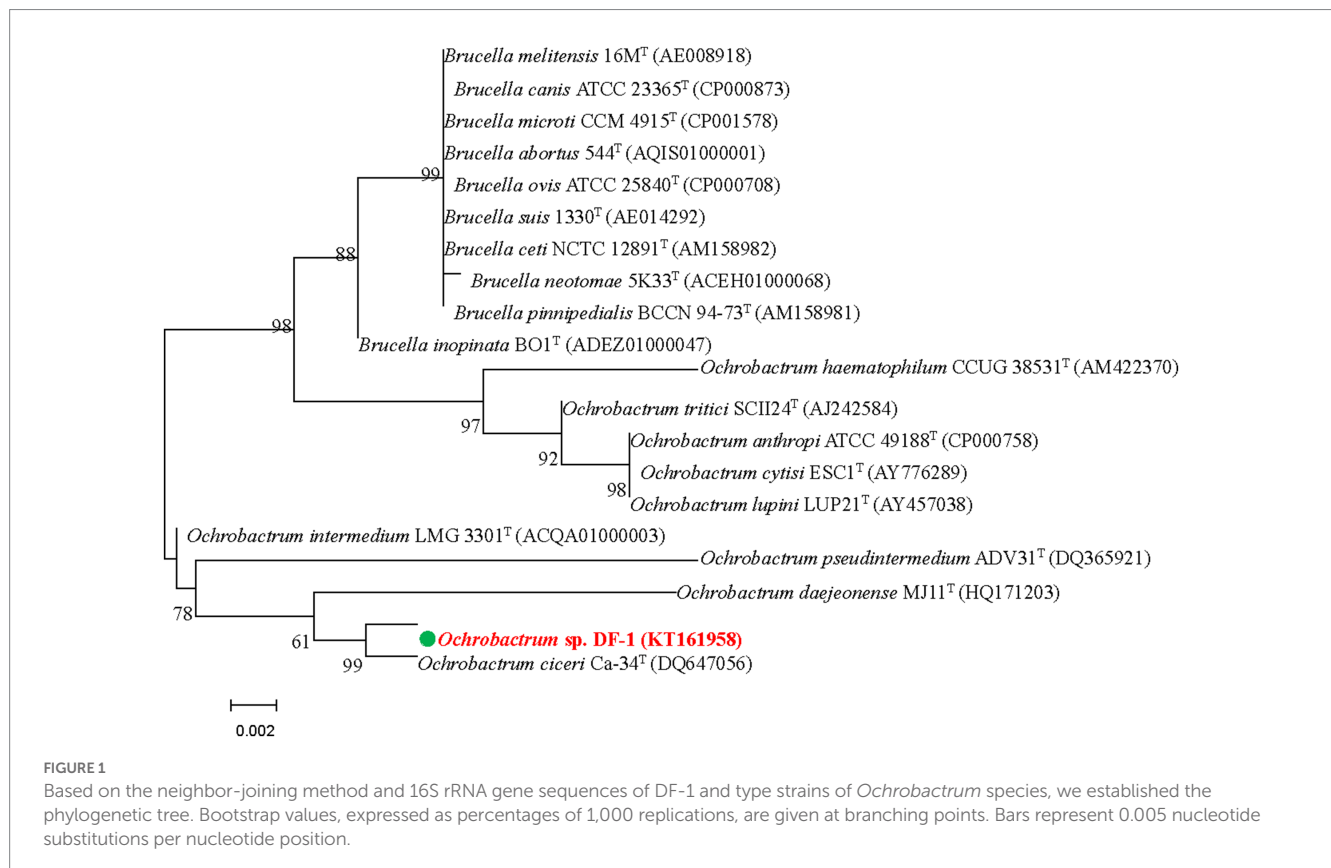 Brucella melitensis 16Mᵀ (AE008918)
Brucella canis ATCC 23365ᵀ (CP000873)
Brucella microti CCM 4915ᵀ (CP001578)
Brucella abortus 544ᵀ (AQIS01000001)
99
Brucella ovis ATCC 25840ᵀ (CP000708)
Brucella suis 1330ᵀ (AE014292)
88
Brucella ceti NCTC 12891ᵀ (AM158982)
Brucella neotomae 5K33ᵀ (ACEH01000068)
Brucella pinnipedialis BCCN 94-73ᵀ (AM158981)
98
Brucella inopinata BO1ᵀ (ADEZ01000047)
Ochrobactrum haematophilum CCUG 38531ᵀ (AM422370)
Ochrobactrum tritici SCII24ᵀ (AJ242584)
97
Ochrobactrum anthropi ATCC 49188ᵀ (CP000758)
92
Ochrobactrum cytisi ESC1ᵀ (AY776289)
98
Ochrobactrum lupini LUP21ᵀ (AY457038)
Ochrobactrum intermedium LMG 3301ᵀ (ACQA01000003)
Ochrobactrum pseudintermedium ADV31ᵀ (DQ365921)
Ochrobactrum daejeonense MJ11ᵀ (HQ171203)
78
61
Ochrobactrum sp. DF-1 (KT161958)
99
Ochrobactrum ciceri Ca-34ᵀ (DQ647056)
0.002
FIGURE 1
Based on the neighbor-joining method and 16S rRNA gene sequences of DF-1 and type strains of Ochrobactrum species, we established the
phylogenetic tree. Bootstrap values, expressed as percentages of 1,000 replications, are given at branching points. Bars represent 0.005 nucleotide
substitutions per nucleotide position.